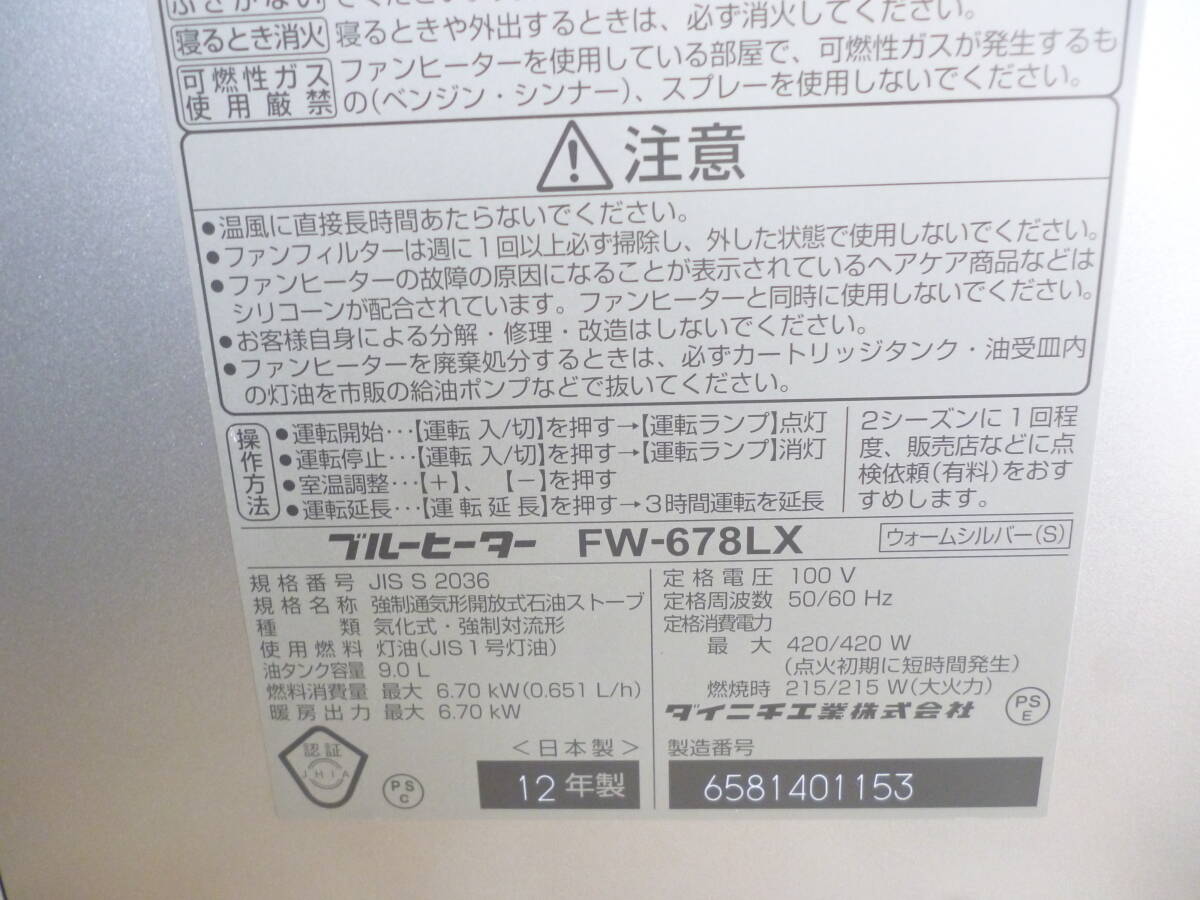 てください。
寝るとき消火 寝るときや外出するときは、必ず消火してください。
可燃性ガス使用厳禁 ファンヒーターを使用している部屋で、可燃性ガスが発生するもの(ベンジン・シンナー)、スプレーを使用しないでください。
注意
●温風に直接長時間あたらないでください。
●ファンフィルターは週に1回以上必ず掃除し、外した状態で使用しないでください。
●ファンヒーターの故障の原因になることが表示されているヘアケア商品などは
シリコーンが配合されています。ファンヒーターと同時に使用しないでください。
●お客様自身による分解・修理・改造はしないでください。
●ファンヒーターを廃棄処分するときは、必ずカートリッジタンク・油受皿内
の灯油を市販の給油ポンプなどで抜いてください。
操作方法
●運転開始…【運転 入/切】を押す→【運転ランプ】点灯
●運転停止…【運転 入/切】を押す→【運転ランプ】消灯
●室温調整…【+】、【-】を押す
●運転延長…【運転延長】を押す→3時間運転を延長
2シーズンに1回程
度、販売店などに点
検依頼(有料)をおす
すめします。
ブルーヒーター FW-678LX ウォームシルバー(S)
規格番号 JIS S 2036
規格名称 強制通気形開放式石油ストーブ
種類 気化式・強制対流形
使用燃料 灯油(JIS1号灯油)
油タンク容量 9.0 L
燃料消費量 最大 6.70 kW(0.651 L/h)
暖房出力 最大 6.70 kW
定格電圧 100 V
定格周波数 50/60 Hz
定格消費電力
最大 420/420 W
(点火初期に短時間発生)
燃焼時 215/215 W(大火力)
ダイニチ工業株式会社
PS
E
認証
JHIA
PS
C
<日本製>
12年製
製造番号
6581401153